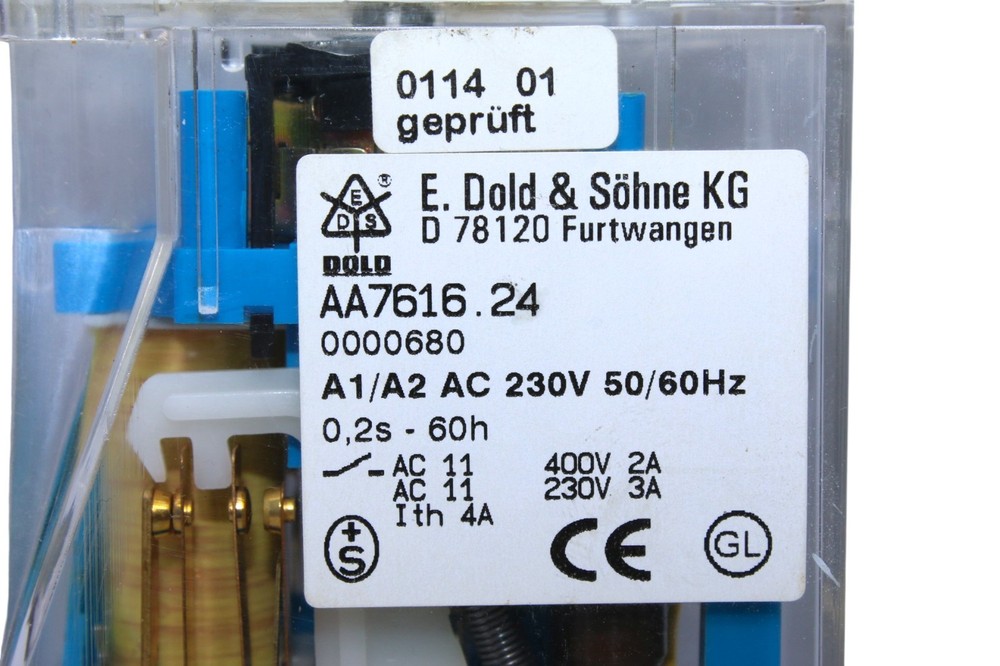 0114 01
geprüft
E
D S
®
DOLD
E. Dold & Söhne KG
D 78120 Furtwangen
AA7616.24
0000680
A1/A2 AC 230V 50/60Hz
0,2s - 60h
AC 11 400V 2A
AC 11 230V 3A
Ith 4A
+S
CE
GL